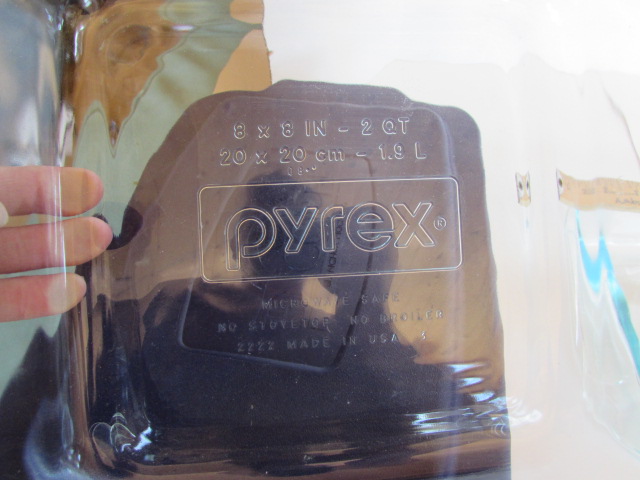 8 x 8 IN - 2 QT
20 x 20 cm - 1.9 L
pyrex®
MICROWAVE SAFE
NO STOVETOP NO BROILER
2222 MADE IN USA